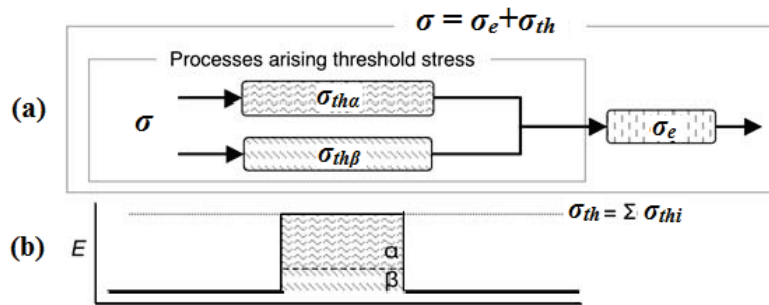 σ = σe+σth
Processes arising threshold stress
(a)
σthα
σ
σe
σthβ
σth = Σ σthi
(b)
E
α
β